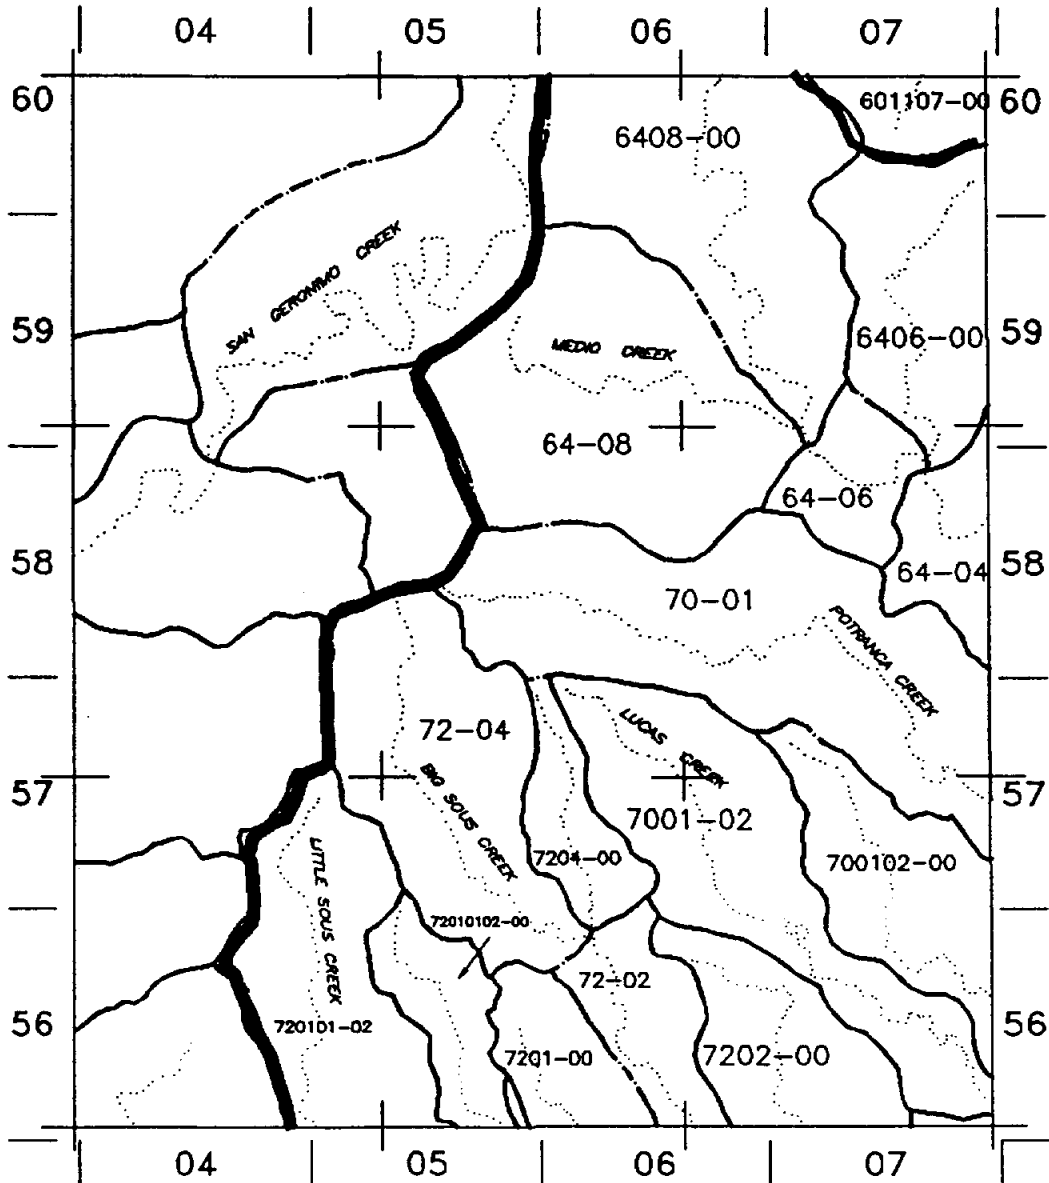 04 05 06 07
60 601107-00 60
6408-00
SAN GERONIMO CREEK
59 6406-00 59
MEDIO CREEK
64-08
64-06
58 64-04 58
70-01
POTRANCA CREEK
72-04
LUCAS CREEK
57 BIG SOUS CREEK 57
7001-02
LITTLE SOUS CREEK
7204-00 700102-00
72010102-00
72-02
56 720101-02 56
7201-00 7202-00
04 05 06 07